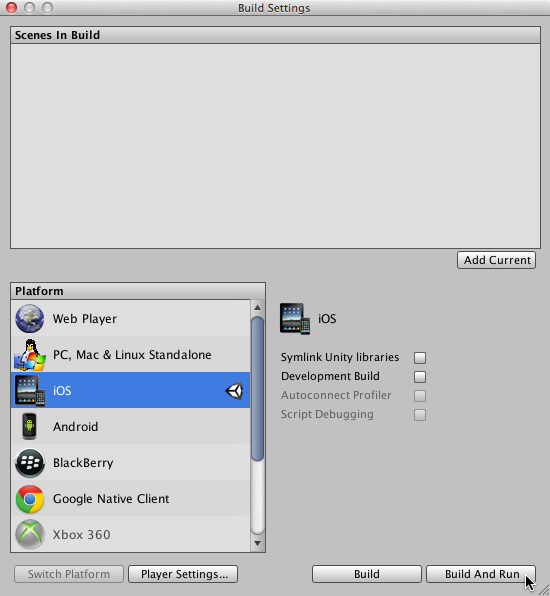 Build Settings
Scenes In Build
Add Current
Platform
Web Player
PC, Mac & Linux Standalone
iOS
Android
BlackBerry
Google Native Client
Xbox 360
iOS
Symlink Unity libraries
Development Build
Autoconnect Profiler
Script Debugging
Switch Platform
Player Settings...
Build
Build And Run